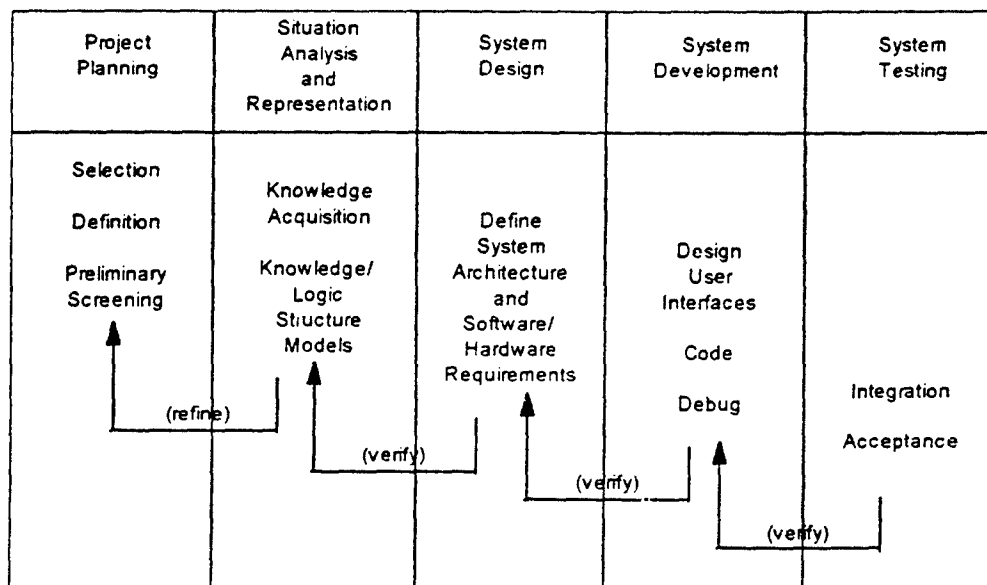 Project
Planning
Situation
Analysis
and
Representation
System
Design
System
Development
System
Testing
Selection
Definition
Preliminary
Screening
Knowledge
Acquisition
Knowledge/
Logic
Structure
Models
Define
System
Architecture
and
Software/
Hardware
Requirements
Design
User
Interfaces
Code
Debug
Integration
Acceptance
(refine)
(verify)
(verify)
(verify)